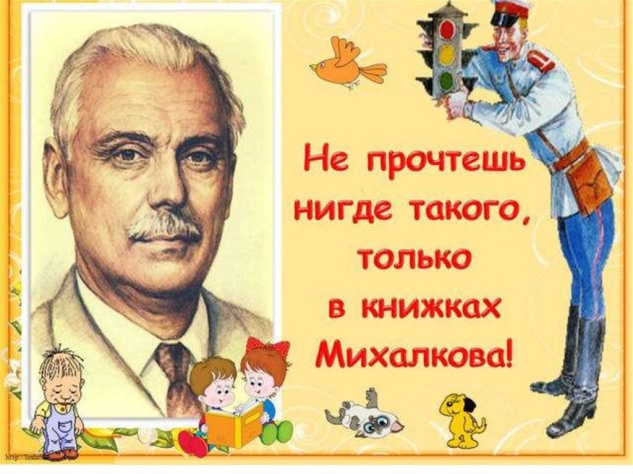 Не прочтешь
нигде такого,
только
в книжках
Михалкова!